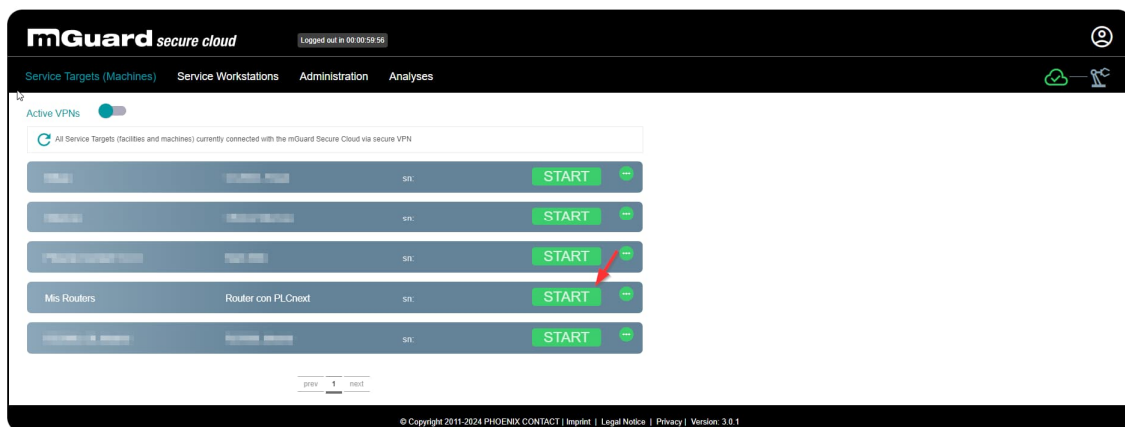 mGuard secure cloud
Logged out in 00:00:59:56
Service Targets (Machines) Service Workstations Administration Analyses
Active VPNs
All Service Targets (facilities and machines) currently connected with the mGuard Secure Cloud via secure VPN
sn: START
sn: START
sn: START
Mis Routers Router con PLCnext sn: START
sn: START
prev 1 next
© Copyright 2011-2024 PHOENIX CONTACT | Imprint | Legal Notice | Privacy | Version: 3.0.1